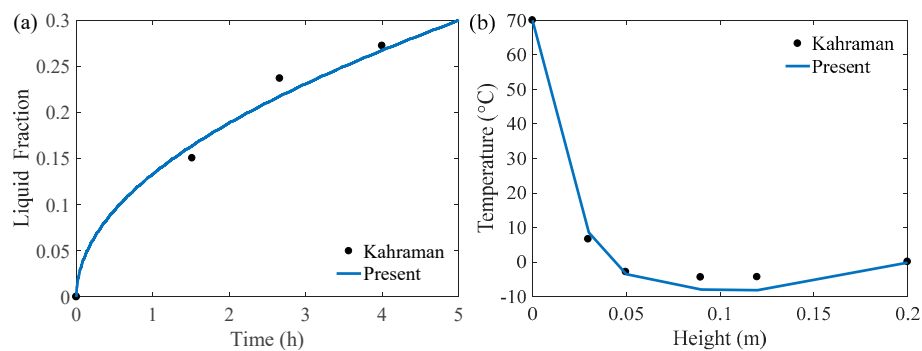 (a)
Liquid Fraction
0.3
0.25
0.2
0.15
0.1
0.05
0
Kahraman
Present
0 1 2 3 4 5
Time (h)
(b)
Temperature (°C)
70
60
50
40
30
20
10
0
-10
Kahraman
Present
0 0.05 0.1 0.15 0.2
Height (m)